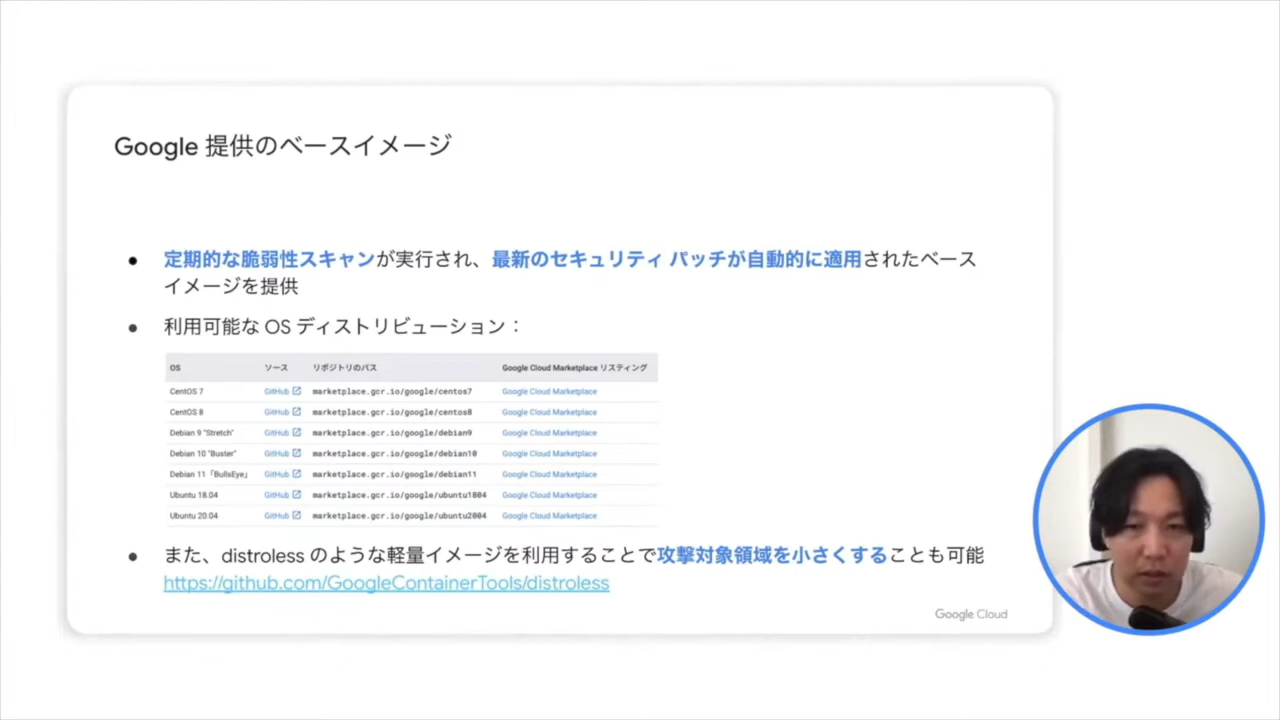 Google 提供のベースイメージ
● 定期的な脆弱性スキャンが実行され、最新のセキュリティ パッチが自動的に適用されたベース
イメージを提供
● 利用可能な OS ディストリビューション：
OS ソース リポジトリのパス Google Cloud Marketplace リスティング
CentOS 7 GitHub marketplace.gcr.io/google/centos7 Google Cloud Marketplace
CentOS 8 GitHub marketplace.gcr.io/google/centos8 Google Cloud Marketplace
Debian 9 "Stretch" GitHub marketplace.gcr.io/google/debian9 Google Cloud Marketplace
Debian 10 "Buster" GitHub marketplace.gcr.io/google/debian10 Google Cloud Marketplace
Debian 11「BullsEye」 GitHub marketplace.gcr.io/google/debian11 Google Cloud Marketplace
Ubuntu 18.04 GitHub marketplace.gcr.io/google/ubuntu1804 Google Cloud Marketplace
Ubuntu 20.04 GitHub marketplace.gcr.io/google/ubuntu2004 Google Cloud Marketplace
● また、distroless のような軽量イメージを利用することで攻撃対象領域を小さくすることも可能
https://github.com/GoogleContainerTools/distroless
Google Cloud